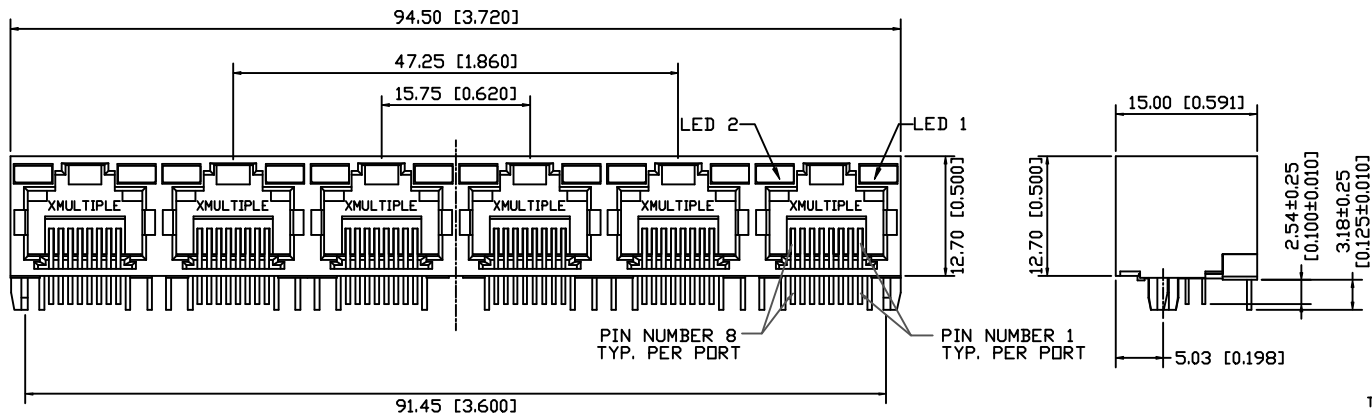 94.50 [3.720]
47.25 [1.860]
15.75 [0.620]
LED 2
LED 1
15.00 [0.591]
XMULTIPLE
XMULTIPLE
XMULTIPLE
XMULTIPLE
XMULTIPLE
XMULTIPLE
12.70 [0.500]
12.70 [0.500]
2.54±0.25
[0.100±0.010]
3.18±0.25
[0.125±0.010]
PIN NUMBER 8
TYP. PER PORT
PIN NUMBER 1
TYP. PER PORT
5.03 [0.198]
91.45 [3.600]